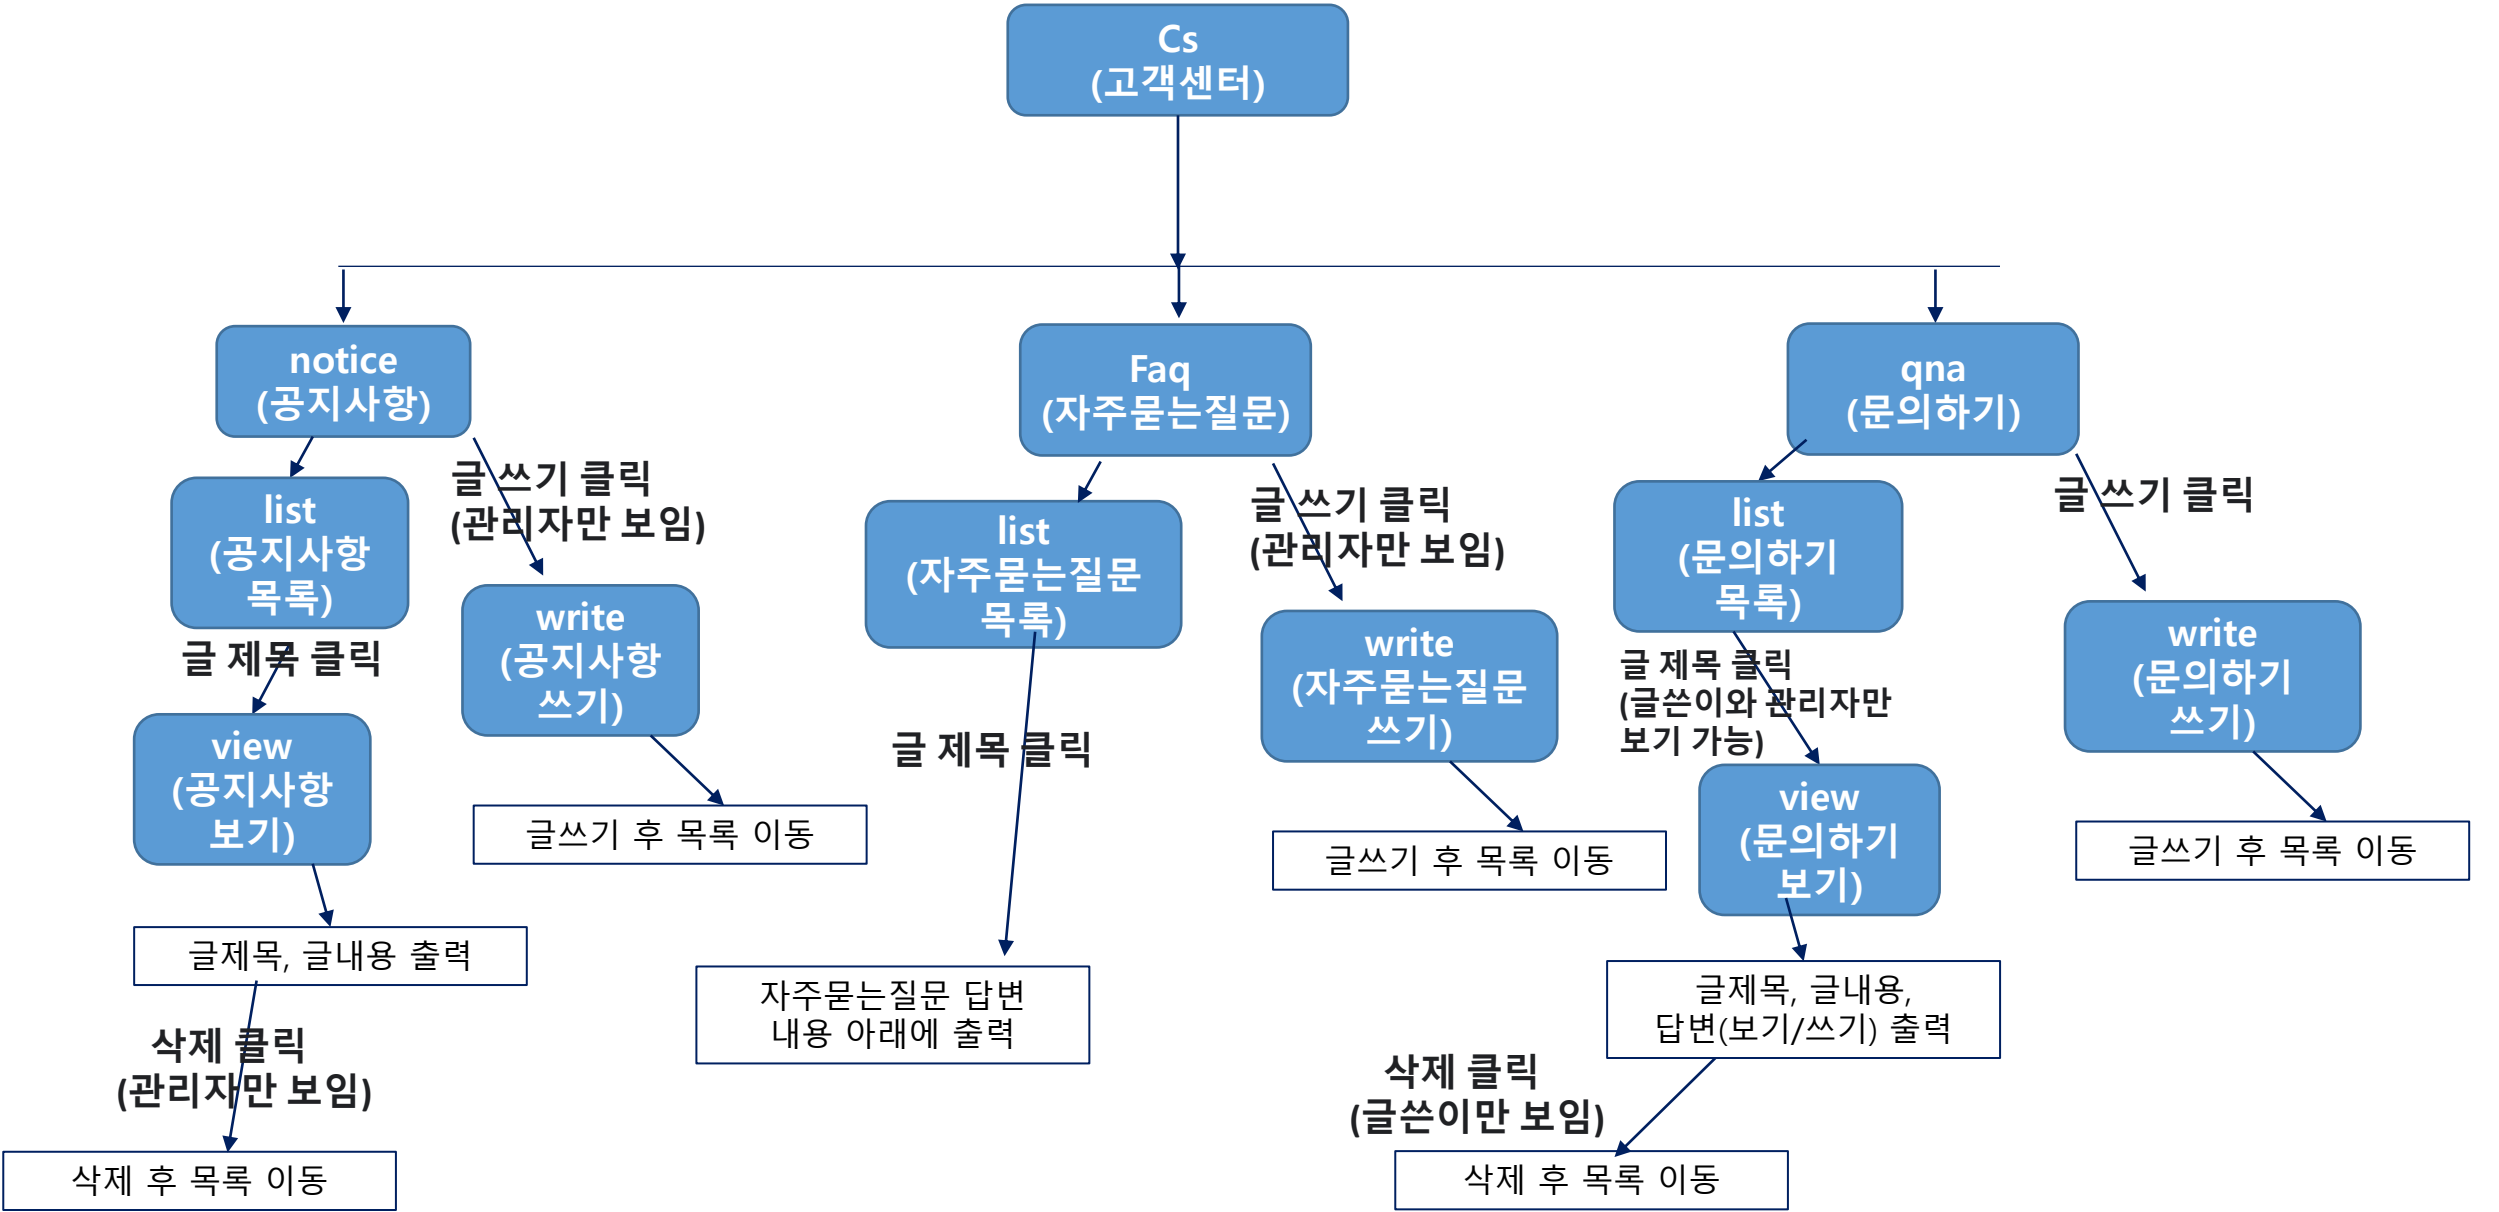 Cs
(고객센터)
notice
(공지사항)
Faq
(자주묻는질문)
qna
(문의하기)
글 쓰기 클릭
(관리자만 보임)
글 쓰기 클릭
(관리자만 보임)
글 쓰기 클릭
list
(공지사항
목록)
list
(자주묻는질문
목록)
list
(문의하기
목록)
write
(공지사항
쓰기)
write
(자주묻는질문
쓰기)
write
(문의하기
쓰기)
글 제목 클릭
글 제목 클릭
글 제목 클릭
(글쓴이와 관리자만
보기 가능)
view
(공지사항
보기)
view
(문의하기
보기)
글쓰기 후 목록 이동
글쓰기 후 목록 이동
글쓰기 후 목록 이동
글제목, 글내용 출력
자주묻는질문 답변
내용 아래에 출력
글제목, 글내용,
답변(보기/쓰기) 출력
삭제 클릭
(관리자만 보임)
삭제 클릭
(글쓴이만 보임)
삭제 후 목록 이동
삭제 후 목록 이동